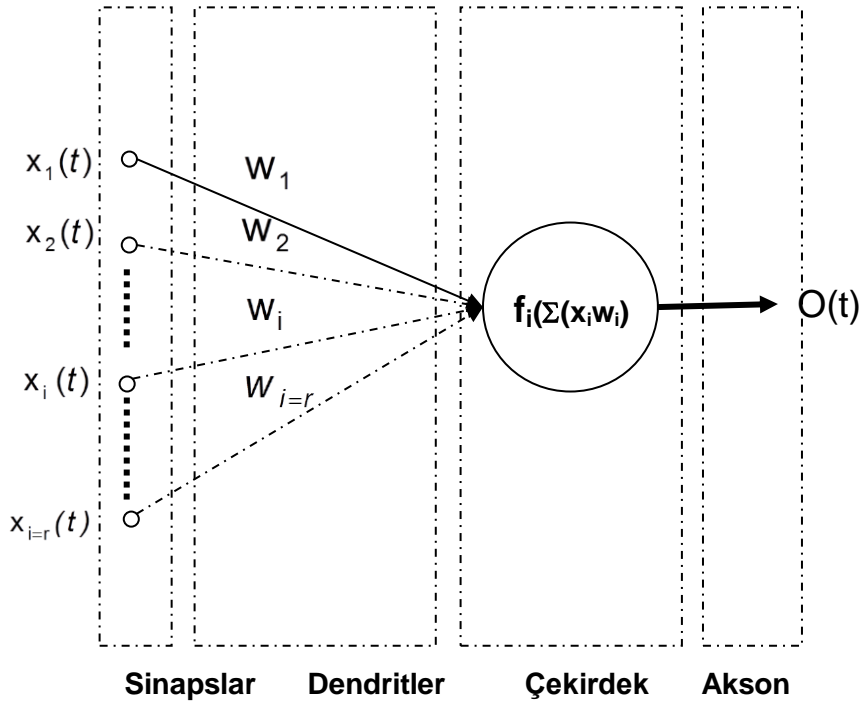 x₁(t)
W₁
x₂(t)
W₂
Wᵢ
fᵢ(Σ(xᵢwᵢ)
O(t)
xᵢ(t)
Wᵢ₌ᵣ
xᵢ₌ᵣ(t)
Sinapslar Dendritler Çekirdek Akson